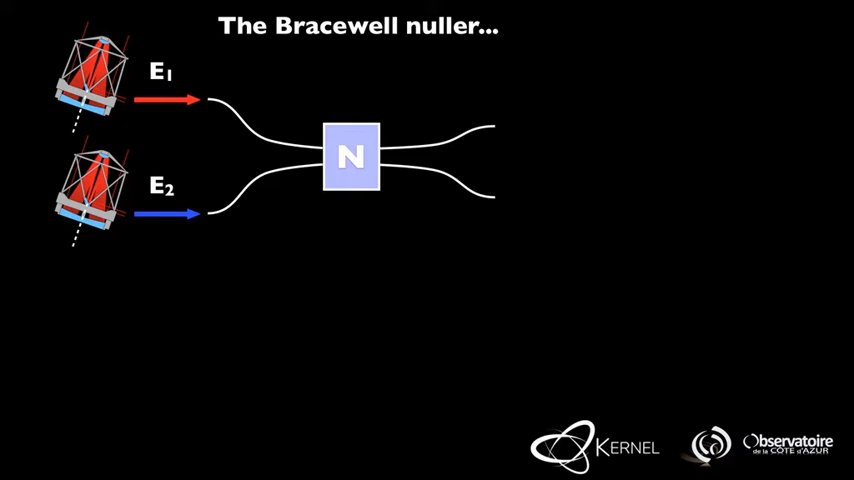 The Bracewell nuller...
E1
E2
N
KERNEL
Observatoire
de la CÔTE d'AZUR